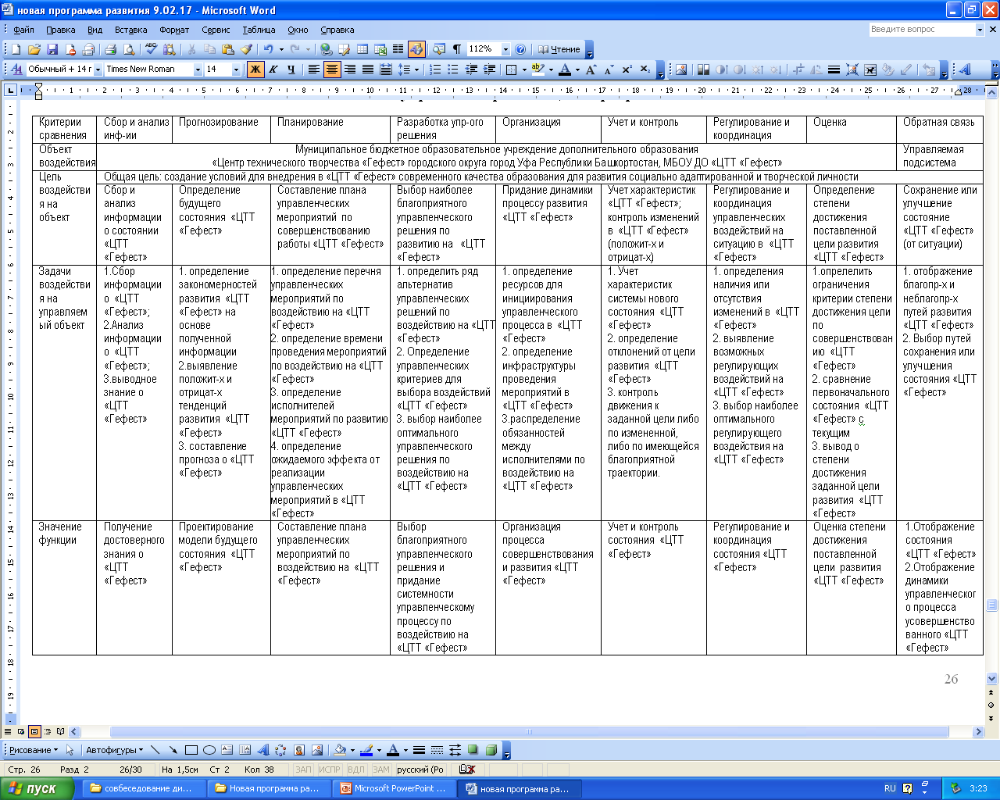 новая программа развития 9.02.17 - Microsoft Word
Файл Правка Вид Вставка Формат Сервис Таблица Окно Справка
Введите вопрос
112% Чтение
Обычный + 14 г Times New Roman 14 Ж К Ч
Критерии сравнения
Сбор и анализ инф-ии
Прогнозирование
Планирование
Разработка упр-ого решения
Организация
Учет и контроль
Регулирование и координация
Оценка
Обратная связь
Объект воздействия
Муниципальное бюджетное образовательное учреждение дополнительного образования
«Центр технического творчества «Гефест» городского округа город Уфа Республики Башкортостан, МБОУ ДО «ЦТТ «Гефест»
Управляемая подсистема
Цель воздействи я на объект
Общая цель: создание условий для внедрения в «ЦТТ «Гефест» современного качества образования для развития социально адаптированной и творческой личности
Сбор и анализ информации о состоянии «ЦТТ «Гефест»
Определение будущего состояния «ЦТТ «Гефест»
Составление плана управленческих мероприятий по совершенствованию работы «ЦТТ «Гефест»
Выбор наиболее благоприятного управленческого решения по развитию на «ЦТТ «Гефест»
Придание динамики процессу развития «ЦТТ «Гефест»
Учет характеристик «ЦТТ «Гефест»; контроль изменений в «ЦТТ «Гефест» (положит-х и отрицат-х)
Регулирование и координация управленческих воздействий на ситуацию в «ЦТТ «Гефест»
Определение степени достижения поставленной цели развития «ЦТТ «Гефест»
Сохранение или улучшение состояние «ЦТТ «Гефест» (от ситуации)
Задачи воздействи я на управляем ый объект
1.Сбор информации о «ЦТТ «Гефест»;
2.Анализ информации о «ЦТТ «Гефест»;
3.выводное знание о «ЦТТ «Гефест»
1. определение закономерностей развития «ЦТТ «Гефест» на основе полученной информации
2.выявление положит-х и отрицат-х тенденций развития «ЦТТ «Гефест»
3. составление прогноза о «ЦТТ «Гефест»
1. определение перечня управленческих мероприятий по воздействию на «ЦТТ «Гефест»
2. определение времени проведения мероприятий по воздействию на «ЦТТ «Гефест»
3. определение исполнителей мероприятий по развитию «ЦТТ «Гефест»
4. определение ожидаемого эффекта от реализации управленческих мероприятий в «ЦТТ «Гефест»
1. определить ряд альтернатив управленческих решений по воздействию на «ЦТТ «Гефест»
2. Определение управленческих критериев для выбора воздействий «ЦТТ «Гефест»
3. выбор наиболее оптимального управленческого решения по воздействию на «ЦТТ «Гефест»
1. определение ресурсов для инициирования управленческого процесса в «ЦТТ «Гефест»
2. определение инфраструктуры проведения мероприятий в «ЦТТ «Гефест»
3.распределение обязанностей между исполнителями по воздействию на «ЦТТ «Гефест»
1. Учет характеристик системы нового состояния «ЦТТ «Гефест»
2. определение отклонений от цели развития «ЦТТ «Гефест»
3. контроль движения к заданной цели либо по измененной, либо по имеющейся благоприятной траектории.
1. определения наличия или отсутствия изменений в «ЦТТ «Гефест»
2. выявление возможных регулирующих воздействий на «ЦТТ «Гефест»
3. выбор наиболее оптимального регулирующего воздействия на «ЦТТ «Гефест»
1.опрелелить ограничения критерии степени достижения цели по совершенствован ию «ЦТТ «Гефест»
2. сравнение первоначального состояния «ЦТТ «Гефест» с текущим
3. вывод о степени достижения заданной цели развития «ЦТТ «Гефест»
1. отображение благопр-х и неблагопр-х путей развития «ЦТТ «Гефест»
2. Выбор путей сохранения или улучшения состояния «ЦТТ «Гефест»
Значение функции
Получение достоверного знания о «ЦТТ «Гефест»
Проектирование модели будущего состояния «ЦТТ «Гефест»
Составление плана управленческих мероприятий по воздействию на «ЦТТ «Гефест»
Выбор благоприятного управленческого решения и придание системности управленческому процессу по воздействию на «ЦТТ «Гефест»
Организация процесса совершенствования и развития «ЦТТ «Гефест»
Учет и контроль состояния «ЦТТ «Гефест»
Регулирование и координация состояния «ЦТТ «Гефест»
Оценка степени достижения поставленной цели развития «ЦТТ «Гефест»
1.Отображение состояния «ЦТТ «Гефест»
2.Отображение динамики управленческог о процесса усовершенство ванного «ЦТТ «Гефест»
26
Рисование Автофигуры
Стр. 26 Разд 2 26/30 На 1,5см Ст 2 Кол 38 ЗАП ИСПР ВДЛ ЗАМ русский (Ро
пуск совбеседование ди... Новая программа ра... Microsoft PowerPoint ... новая программа ра... RU 3:23